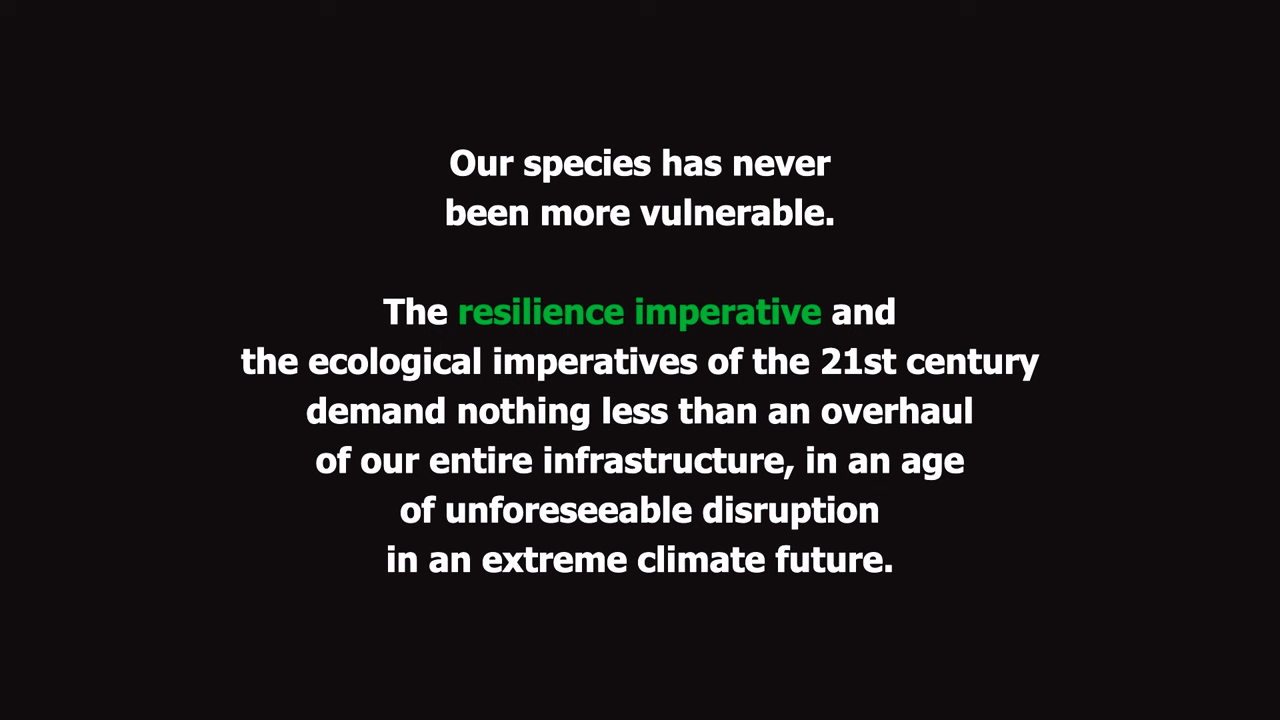 Our species has never
been more vulnerable.
The resilience imperative and
the ecological imperatives of the 21st century
demand nothing less than an overhaul
of our entire infrastructure, in an age
of unforeseeable disruption
in an extreme climate future.